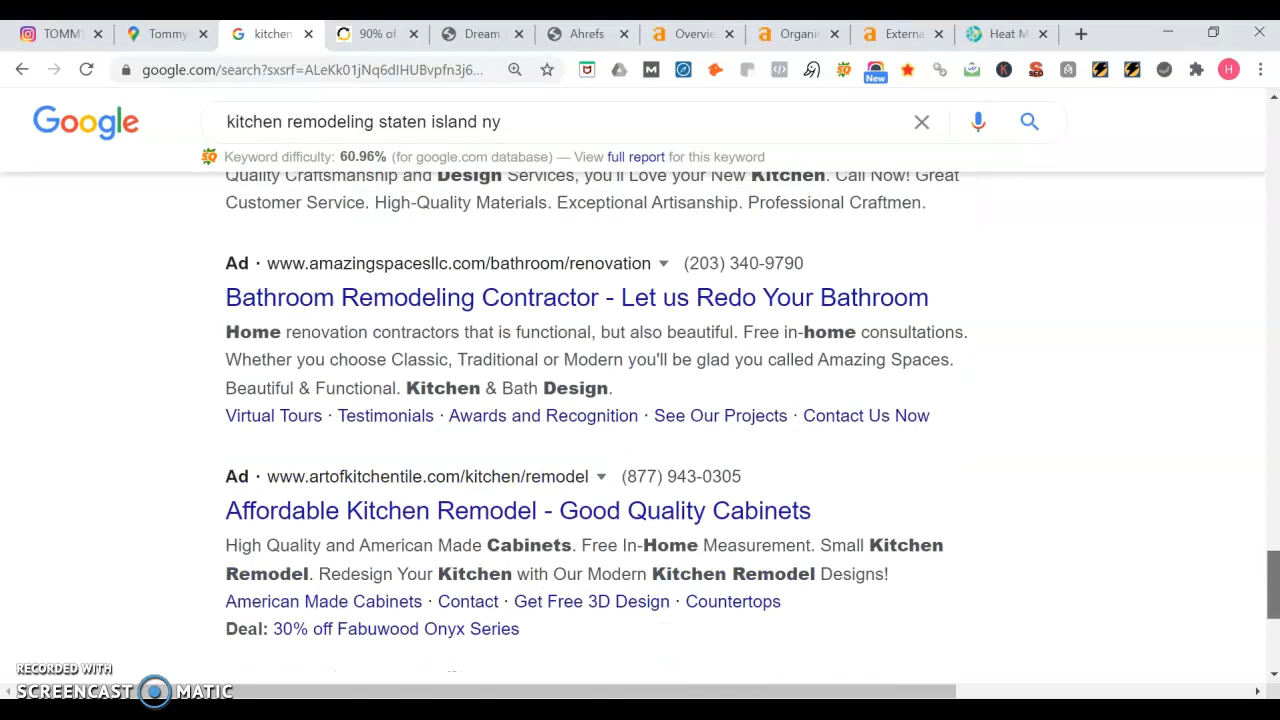 TOMM
Tommy
kitchen
90% of
Dream
Ahrefs
Overvie
Organic
Externa
Heat M
google.com/search?sxsrf=ALeKk01jNq6dIHUBvpfn3j6...
New
Google
kitchen remodeling staten island ny
Keyword difficulty: 60.96% (for google.com database) — View full report for this keyword
Quality Craftsmanship and Design Services, you'll Love your New Kitchen. Call Now! Great
Customer Service. High-Quality Materials. Exceptional Artisanship. Professional Craftmen.
Ad · www.amazingspacesllc.com/bathroom/renovation (203) 340-9790
Bathroom Remodeling Contractor - Let us Redo Your Bathroom
Home renovation contractors that is functional, but also beautiful. Free in-home consultations.
Whether you choose Classic, Traditional or Modern you'll be glad you called Amazing Spaces.
Beautiful & Functional. Kitchen & Bath Design.
Virtual Tours · Testimonials · Awards and Recognition · See Our Projects · Contact Us Now
Ad · www.artofkitchentile.com/kitchen/remodel (877) 943-0305
Affordable Kitchen Remodel - Good Quality Cabinets
High Quality and American Made Cabinets. Free In-Home Measurement. Small Kitchen
Remodel. Redesign Your Kitchen with Our Modern Kitchen Remodel Designs!
American Made Cabinets · Contact · Get Free 3D Design · Countertops
Deal: 30% off Fabuwood Onyx Series
RECORDED WITH
SCREENCAST MATIC